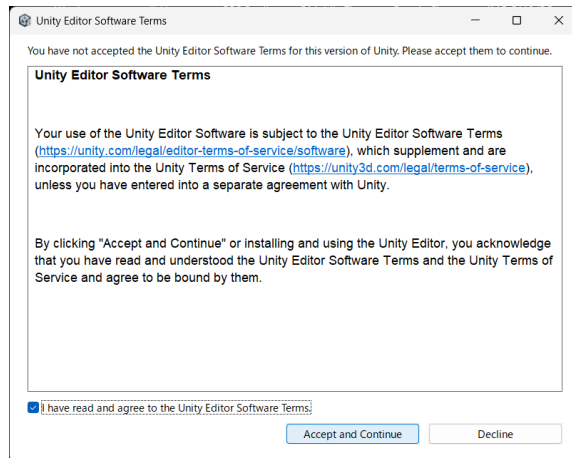 Unity Editor Software Terms
You have not accepted the Unity Editor Software Terms for this version of Unity. Please accept them to continue.
Unity Editor Software Terms
Your use of the Unity Editor Software is subject to the Unity Editor Software Terms
(https://unity.com/legal/editor-terms-of-service/software), which supplement and are
incorporated into the Unity Terms of Service (https://unity3d.com/legal/terms-of-service),
unless you have entered into a separate agreement with Unity.
By clicking "Accept and Continue" or installing and using the Unity Editor, you acknowledge
that you have read and understood the Unity Editor Software Terms and the Unity Terms of
Service and agree to be bound by them.
I have read and agree to the Unity Editor Software Terms.
Accept and Continue
Decline